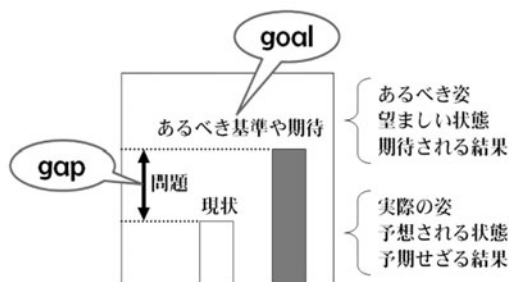 goal
あるべき基準や期待
gap
問題
現状
あるべき姿
望ましい状態
期待される結果
実際の姿
予想される状態
予期せざる結果